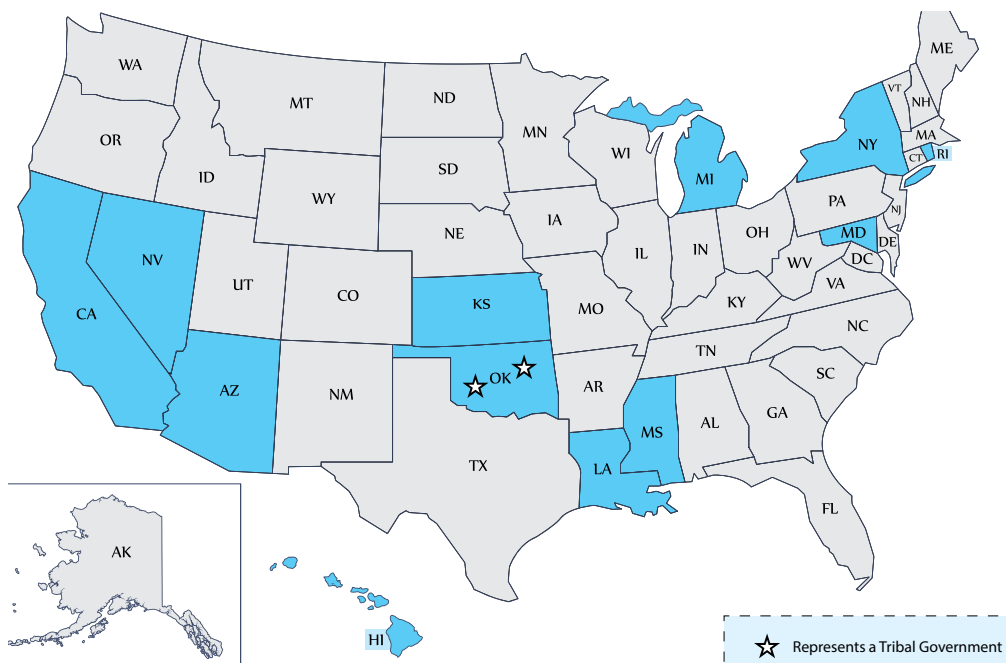 ME
WA
VT
MT
ND
NH
MN
MA
OR
NY
WI
CT
RI
SD
ID
MI
WY
PA
NJ
IA
NE
OH
MD
DE
IL
IN
NV
WV
DC
UT
CO
VA
KS
KY
MO
CA
NC
TN
OK
SC
AZ
AR
NM
GA
AL
MS
TX
LA
FL
AK
HI
Represents a Tribal Government